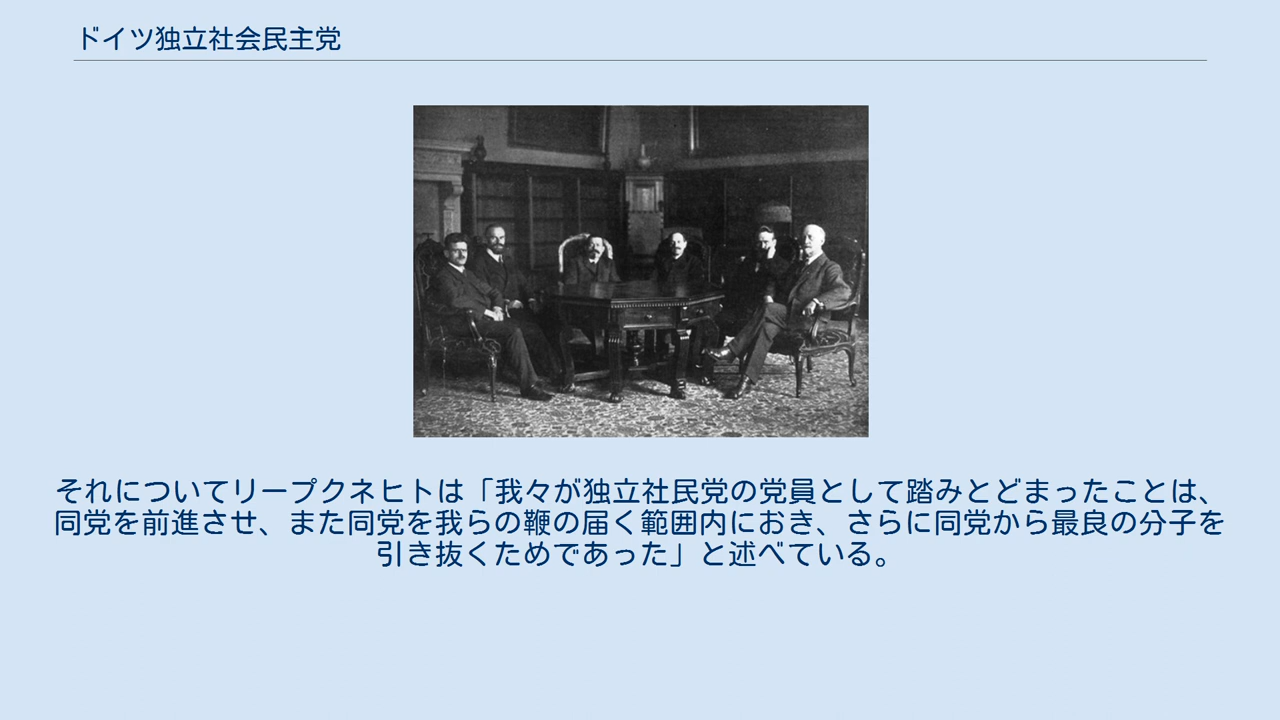 ドイツ独立社会民主党
それについてリープクネヒトは「我々が独立社民党の党員として踏みとどまったことは、
同党を前進させ、また同党を我らの鞭の届く範囲内におき、さらに同党から最良の分子を
引き抜くためであった」と述べている。